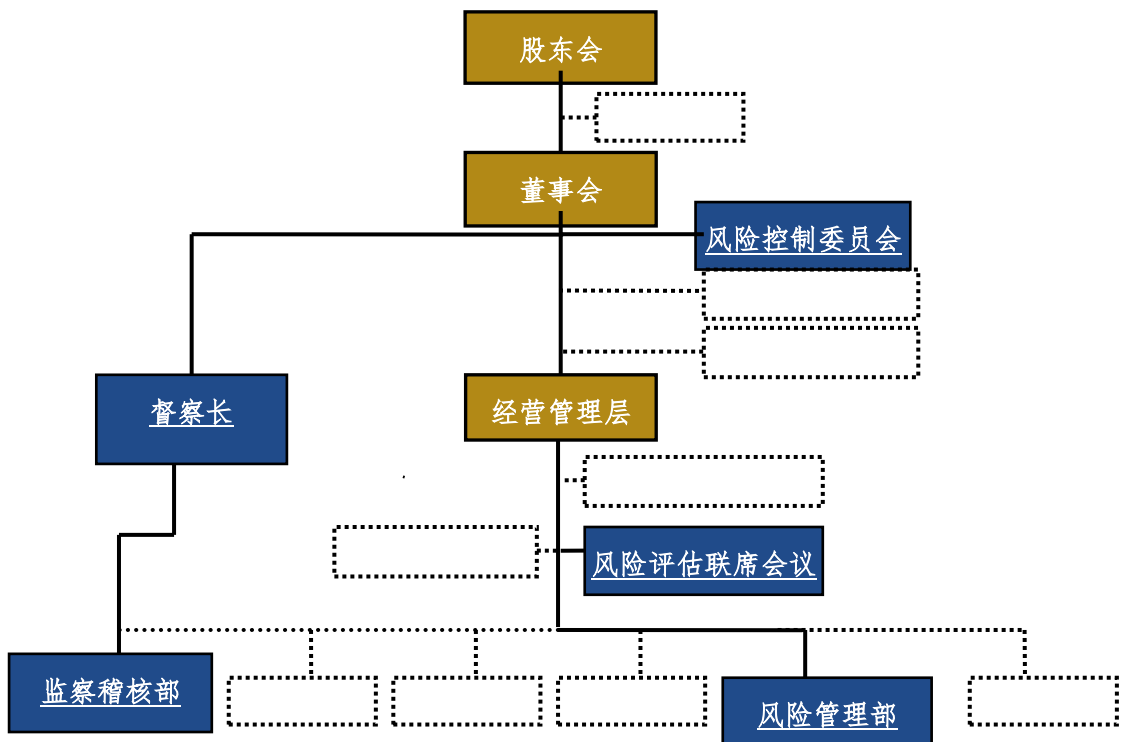 股东会
董事会
风险控制委员会
督察长
经营管理层
风险评估联席会议
监察稽核部
风险管理部